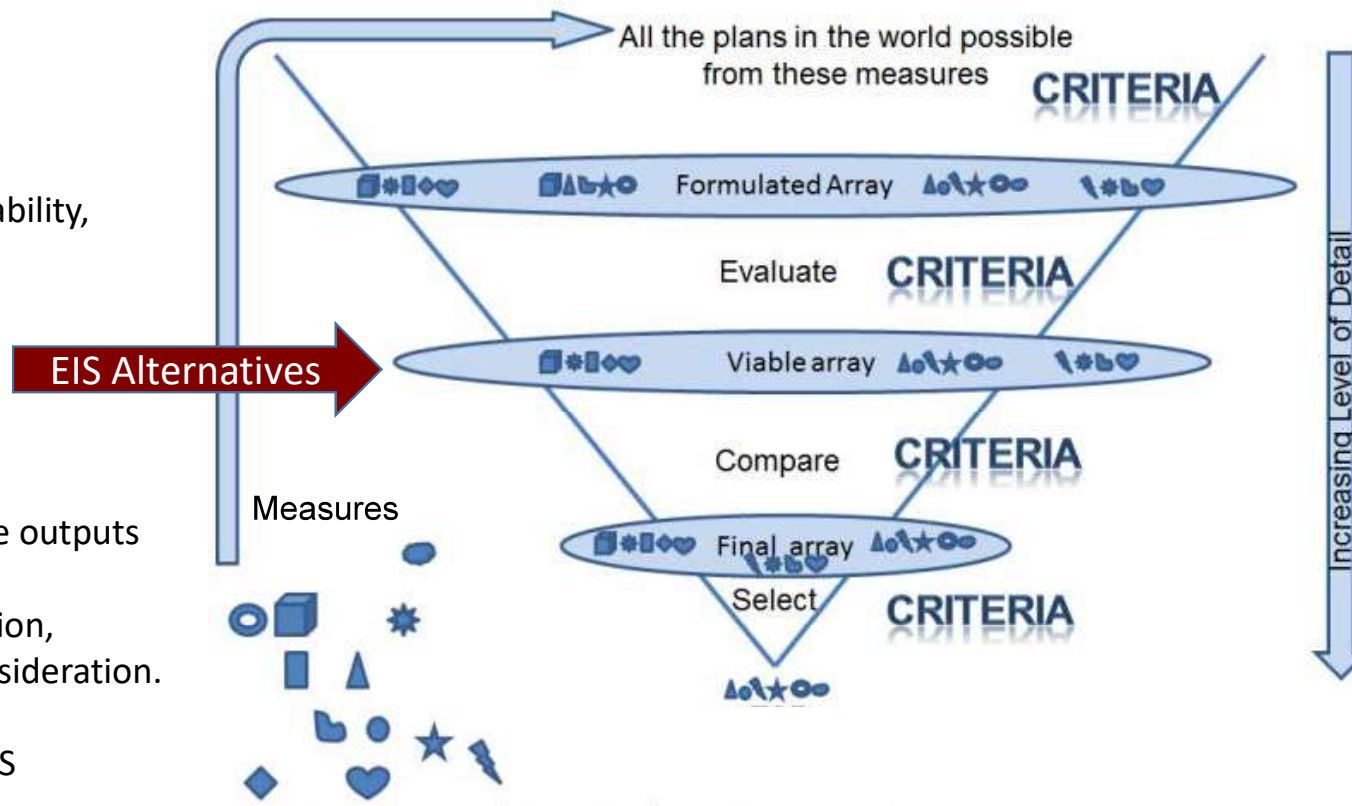 All the plans in the world possible
from these measures
CRITERIA
Formulated Array
ability,
Evaluate
CRITERIA
EIS Alternatives
Viable array
Compare
CRITERIA
Measures
e outputs
Final array
ion,
Select
CRITERIA
sideration.
S
Increasing Level of Detail